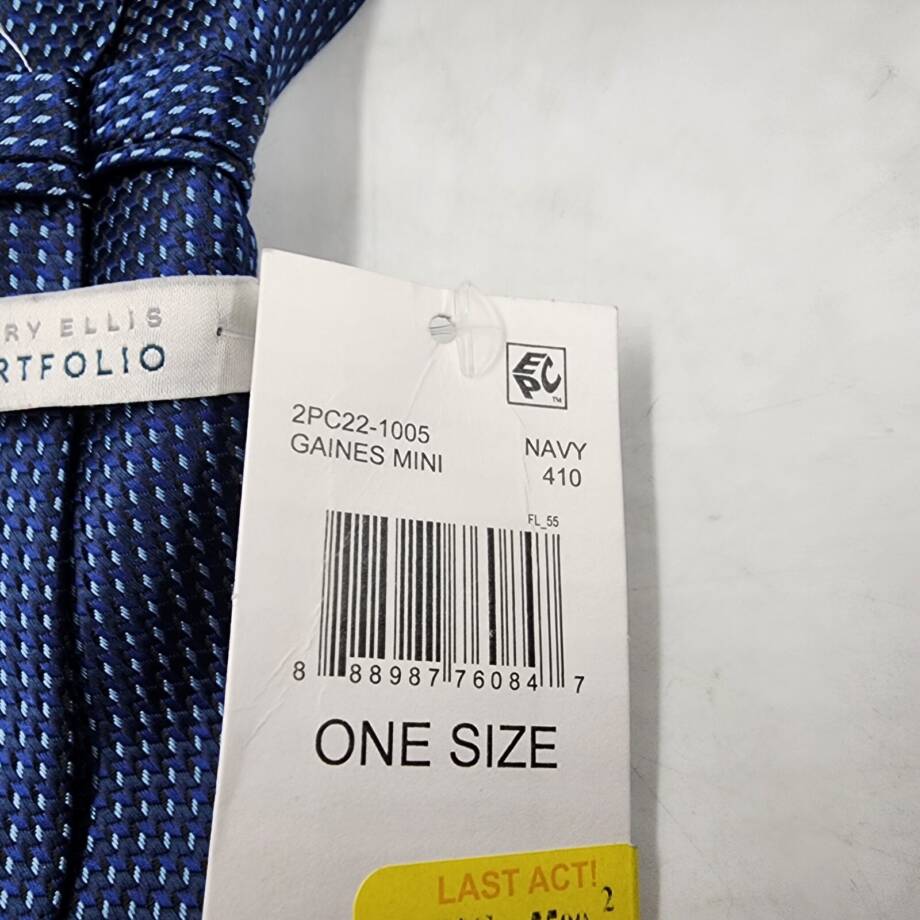 RY ELLIS
RTFOLIO
EPC
TM
2PC22-1005
GAINES MINI
NAVY
410
FL_55
8 88987 76084 7
ONE SIZE
LAST ACT!
2